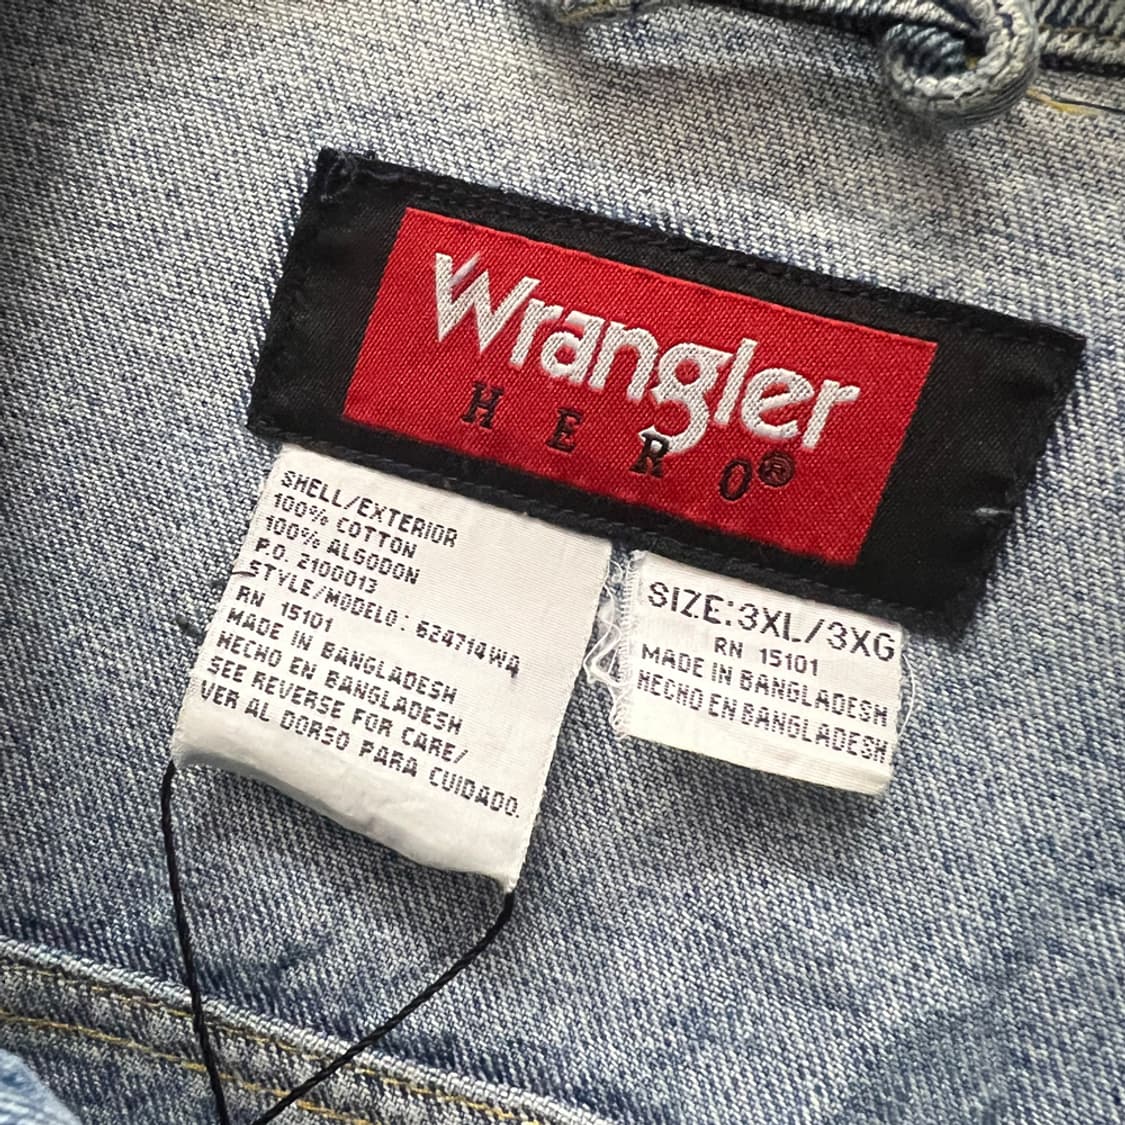 Wrangler
H E R O®
SHELL/EXTERIOR
100% COTTON
100% ALGODON
P.O. 2100013
STYLE/MODELO: 624714WA
RN 15101
MADE IN BANGLADESH
HECHO EN BANGLADESH
SEE REVERSE FOR CARE/
VER AL DORSO PARA CUIDADO.
SIZE:3XL/3XG
RN 15101
MADE IN BANGLADESH
HECHO EN BANGLADESH